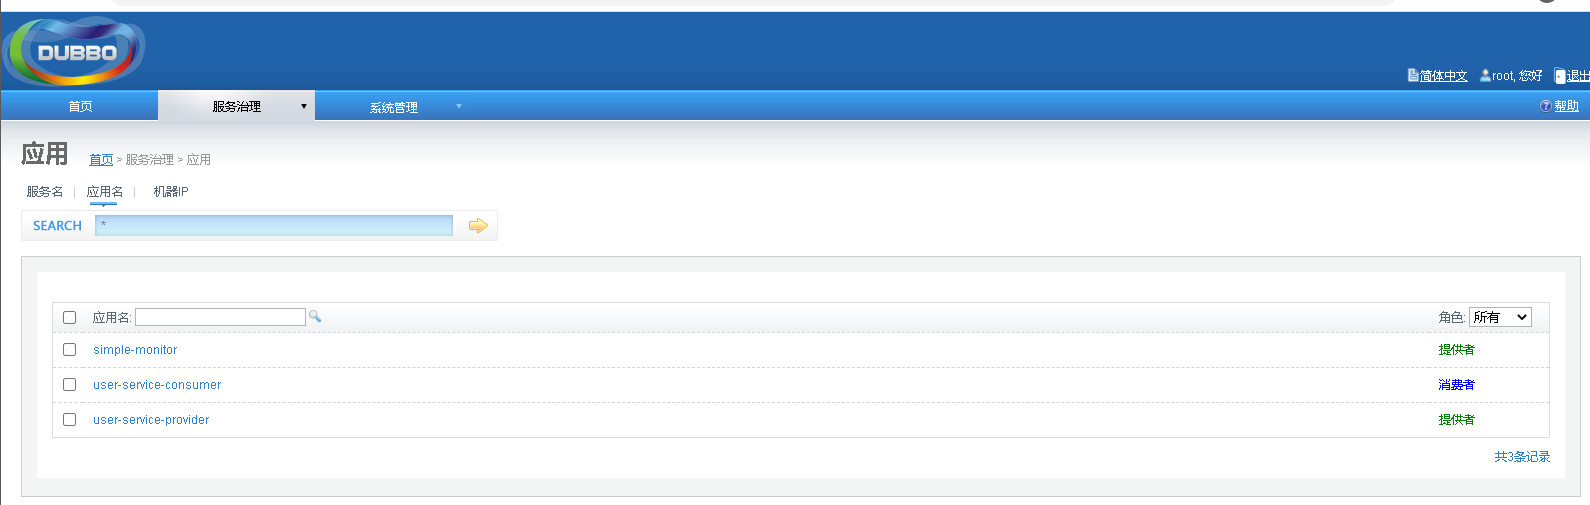 DUBBO
简体中文 root, 您好 退出
首页 服务治理 系统管理 帮助
应用 首页 > 服务治理 > 应用
服务名 | 应用名 | 机器IP
SEARCH *
应用名: 角色: 所有
simple-monitor 提供者
user-service-consumer 消费者
user-service-provider 提供者
共3条记录